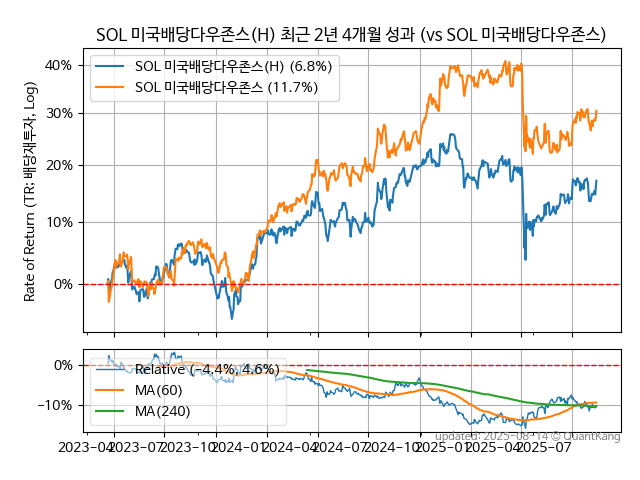 SOL 미국배당다우존스(H) 최근 2년 4개월 성과 (vs SOL 미국배당다우존스)
Rate of Return (TR: 배당재투자, Log)
40%
30%
20%
10%
0%
SOL 미국배당다우존스(H) (6.8%)
SOL 미국배당다우존스 (11.7%)
0%
−10%
Relative (−4.4%, 4.6%)
MA(60)
MA(240)
2023-04 2023-07 2023-10 2024-01 2024-04 2024-07 2024-10 2025-01 2025-04 2025-07
updated: 2025-08-14 © QuantKang